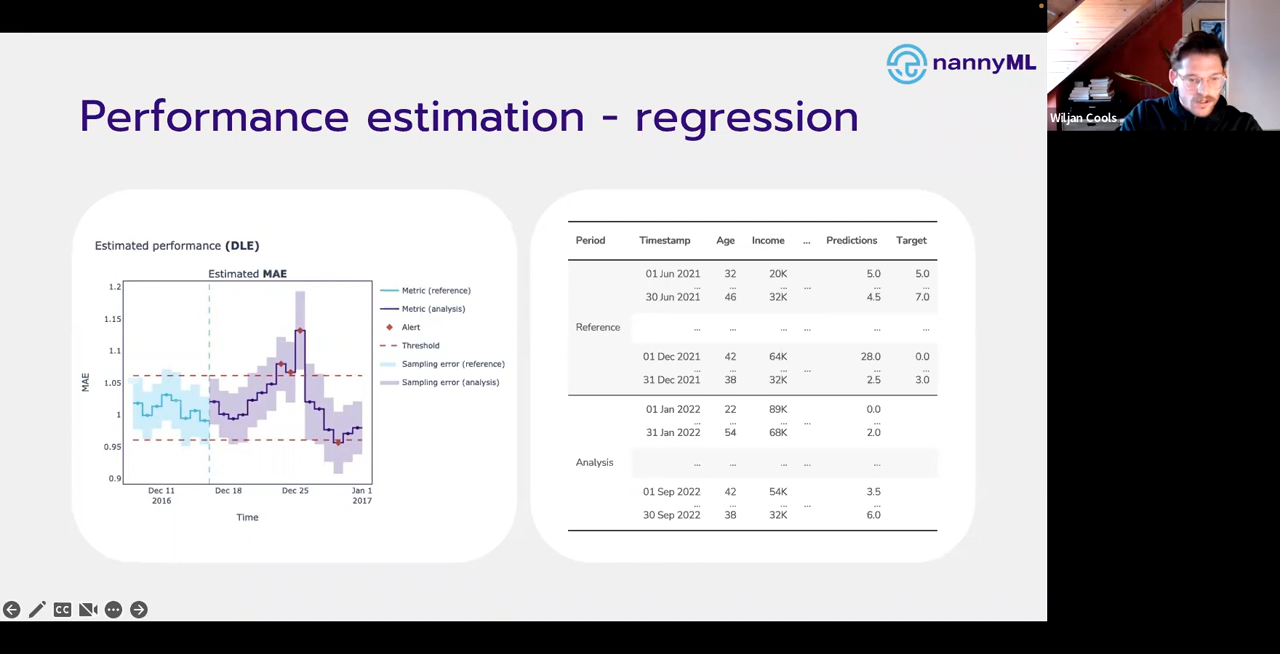 nannyML
Performance estimation - regression
Wiljan Cools
Estimated performance (DLE)
Estimated MAE
1.2
1.15
1.1
1.05
1
0.95
0.9
MAE
Dec 11 Dec 18 Dec 25 Jan 1
2016 2017
Time
Metric (reference)
Metric (analysis)
Alert
Threshold
Sampling error (reference)
Sampling error (analysis)
Period Timestamp Age Income ... Predictions Target
01 Jun 2021 32 20K 5.0 5.0
... ... ... ... ... ...
30 Jun 2021 46 32K 4.5 7.0
Reference ... ... ... ... ... ...
01 Dec 2021 42 64K 28.0 0.0
... ... ... ... ... ...
31 Dec 2021 38 32K 2.5 3.0
01 Jan 2022 22 89K 0.0
... ... ... ... ...
31 Jan 2022 54 68K 2.0
Analysis ... ... ... ... ...
01 Sep 2022 42 54K 3.5
... ... ... ... ...
30 Sep 2022 38 32K 6.0
CC